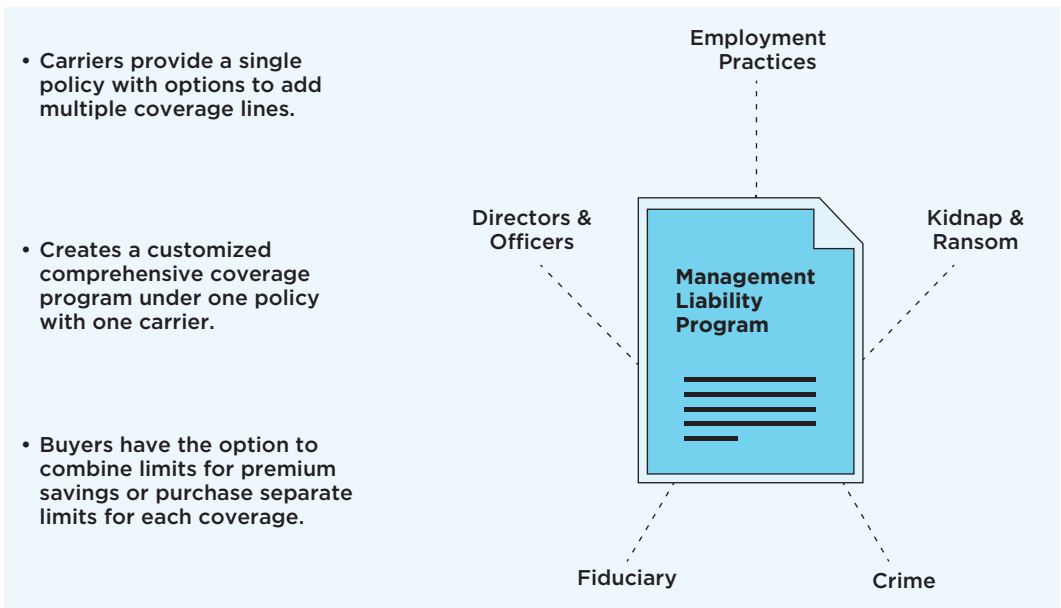 • Carriers provide a single
policy with options to add
multiple coverage lines.
• Creates a customized
comprehensive coverage
program under one policy
with one carrier.
• Buyers have the option to
combine limits for premium
savings or purchase separate
limits for each coverage.
Employment
Practices
Directors &
Officers
Kidnap &
Ransom
Management
Liability
Program
Fiduciary
Crime